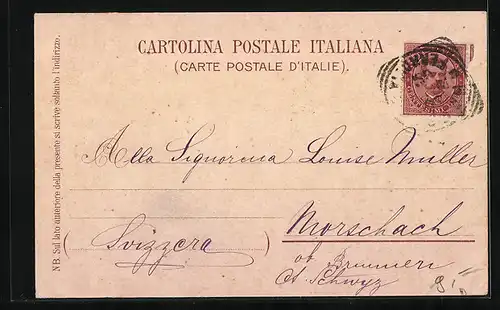 CARTOLINA POSTALE ITALIANA
(CARTE POSTALE D'ITALIE).
NB. Sul lato anteriore della presente si scrive soltanto l'indirizzo.
Alla Signorina Louise Muller
Morschach
(Svizzera)
ob Brunnen
Ct. Schwyz